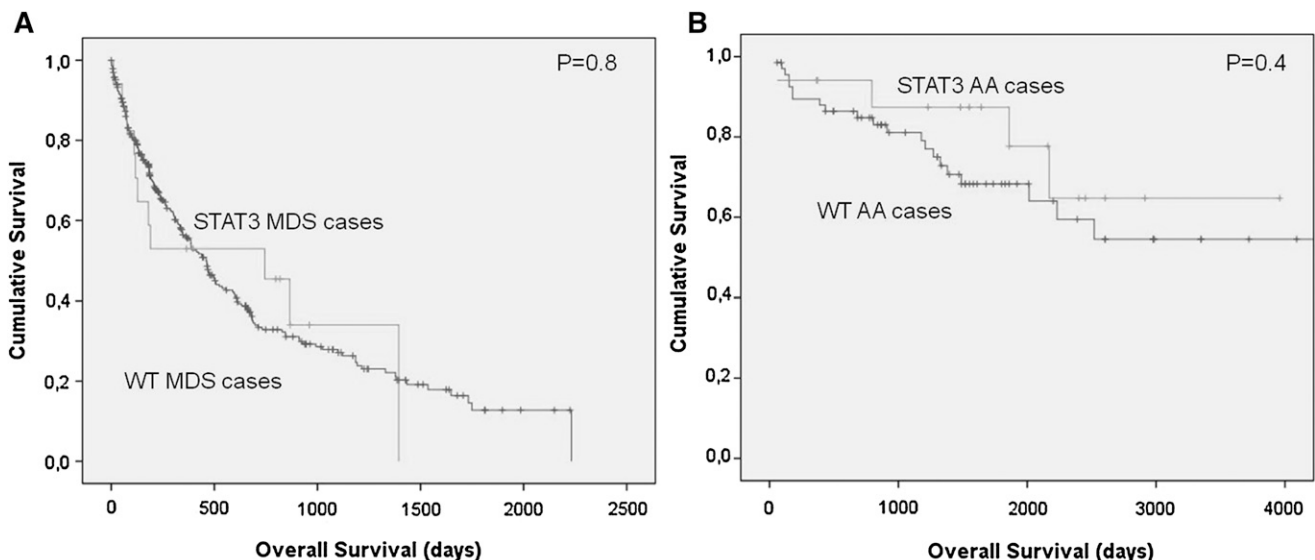 A
Cumulative Survival
1,0
0,8
0,6
0,4
0,2
0,0
P=0.8
STAT3 MDS cases
WT MDS cases
0 500 1000 1500 2000 2500
Overall Survival (days)
B
Cumulative Survival
1,0
0,8
0,6
0,4
0,2
0,0
P=0.4
STAT3 AA cases
WT AA cases
0 1000 2000 3000 4000
Overall Survival (days)